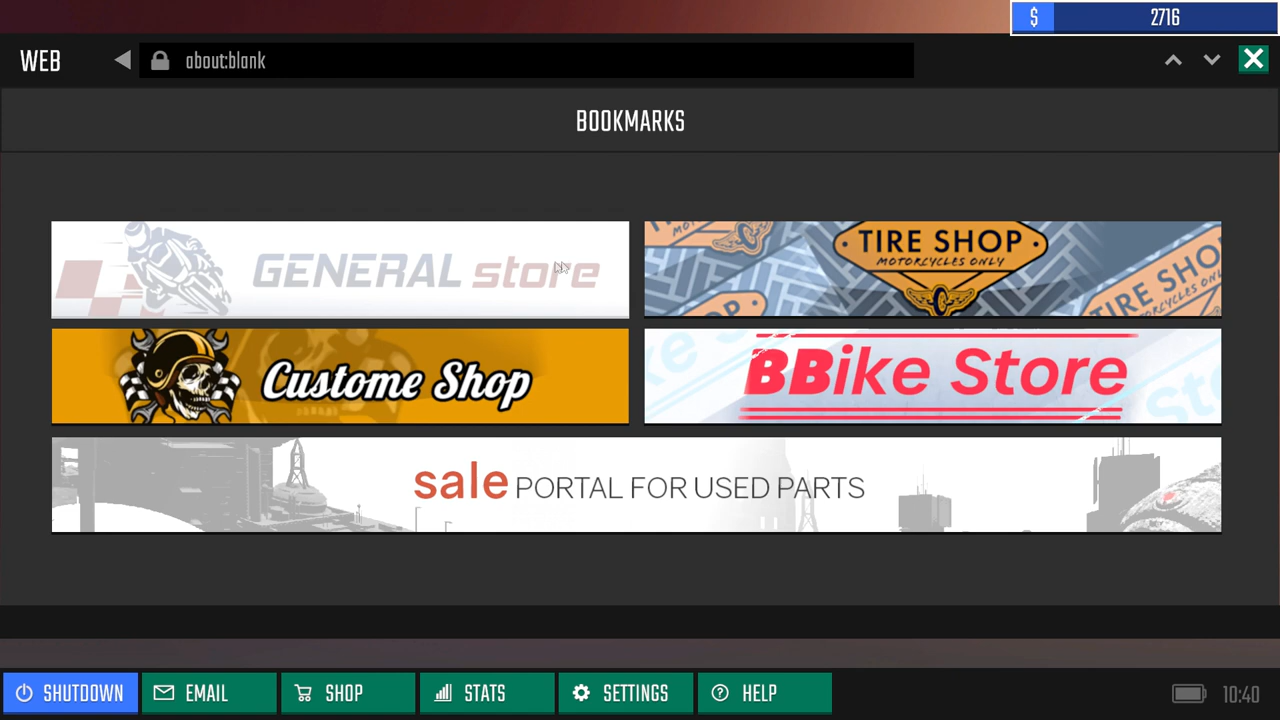 $ 2716
WEB
about:blank
BOOKMARKS
GENERAL store
TIRE SHOP
MOTORCYCLES ONLY
TIRE SHO
MOTORCYCLES ONL
Custome Shop
BBike Store
sale PORTAL FOR USED PARTS
SHUTDOWN
EMAIL
SHOP
STATS
SETTINGS
HELP
10:40